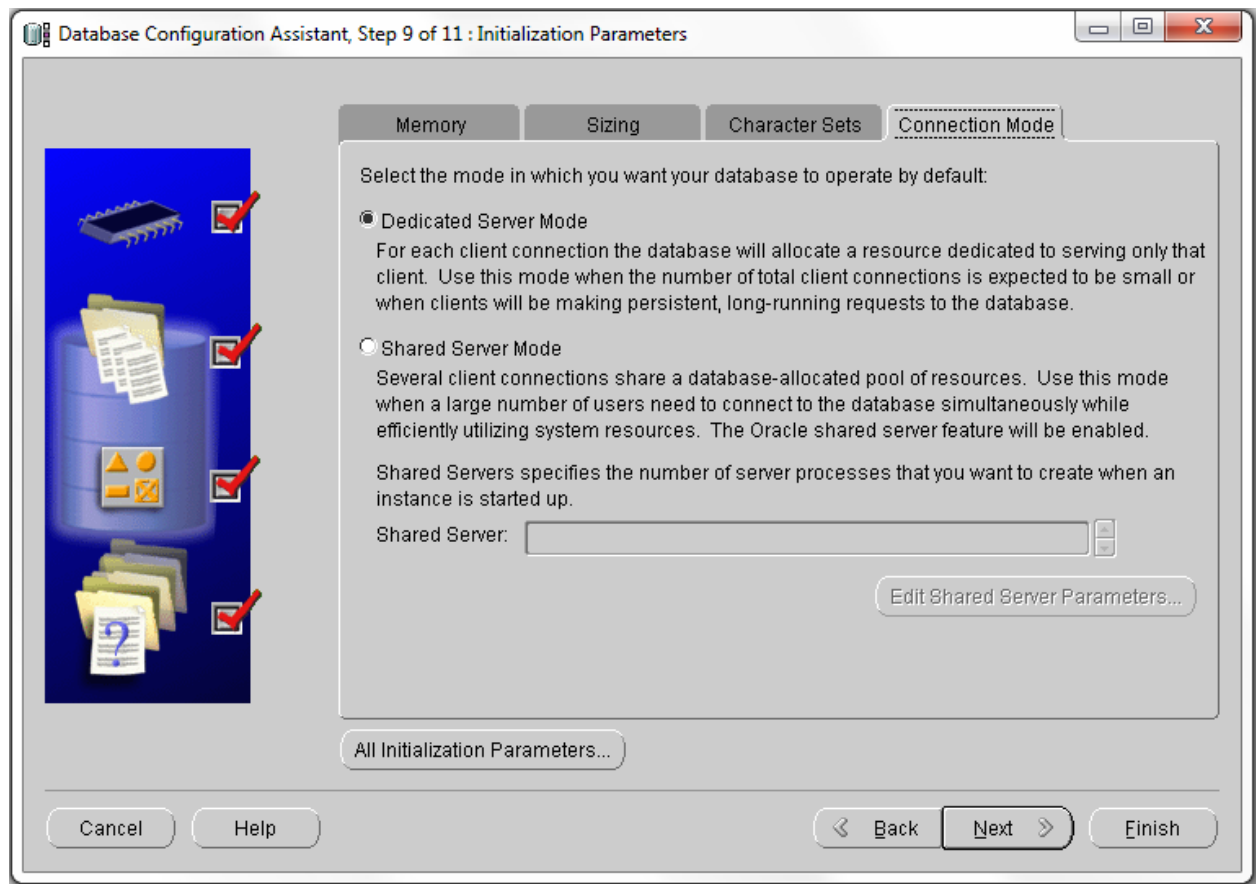 Database Configuration Assistant, Step 9 of 11 : Initialization Parameters
Memory Sizing Character Sets Connection Mode
Select the mode in which you want your database to operate by default:
Dedicated Server Mode
For each client connection the database will allocate a resource dedicated to serving only that
client. Use this mode when the number of total client connections is expected to be small or
when clients will be making persistent, long-running requests to the database.
Shared Server Mode
Several client connections share a database-allocated pool of resources. Use this mode
when a large number of users need to connect to the database simultaneously while
efficiently utilizing system resources. The Oracle shared server feature will be enabled.
Shared Servers specifies the number of server processes that you want to create when an
instance is started up.
Shared Server:
Edit Shared Server Parameters...
?
All Initialization Parameters...
Cancel Help Back Next Finish